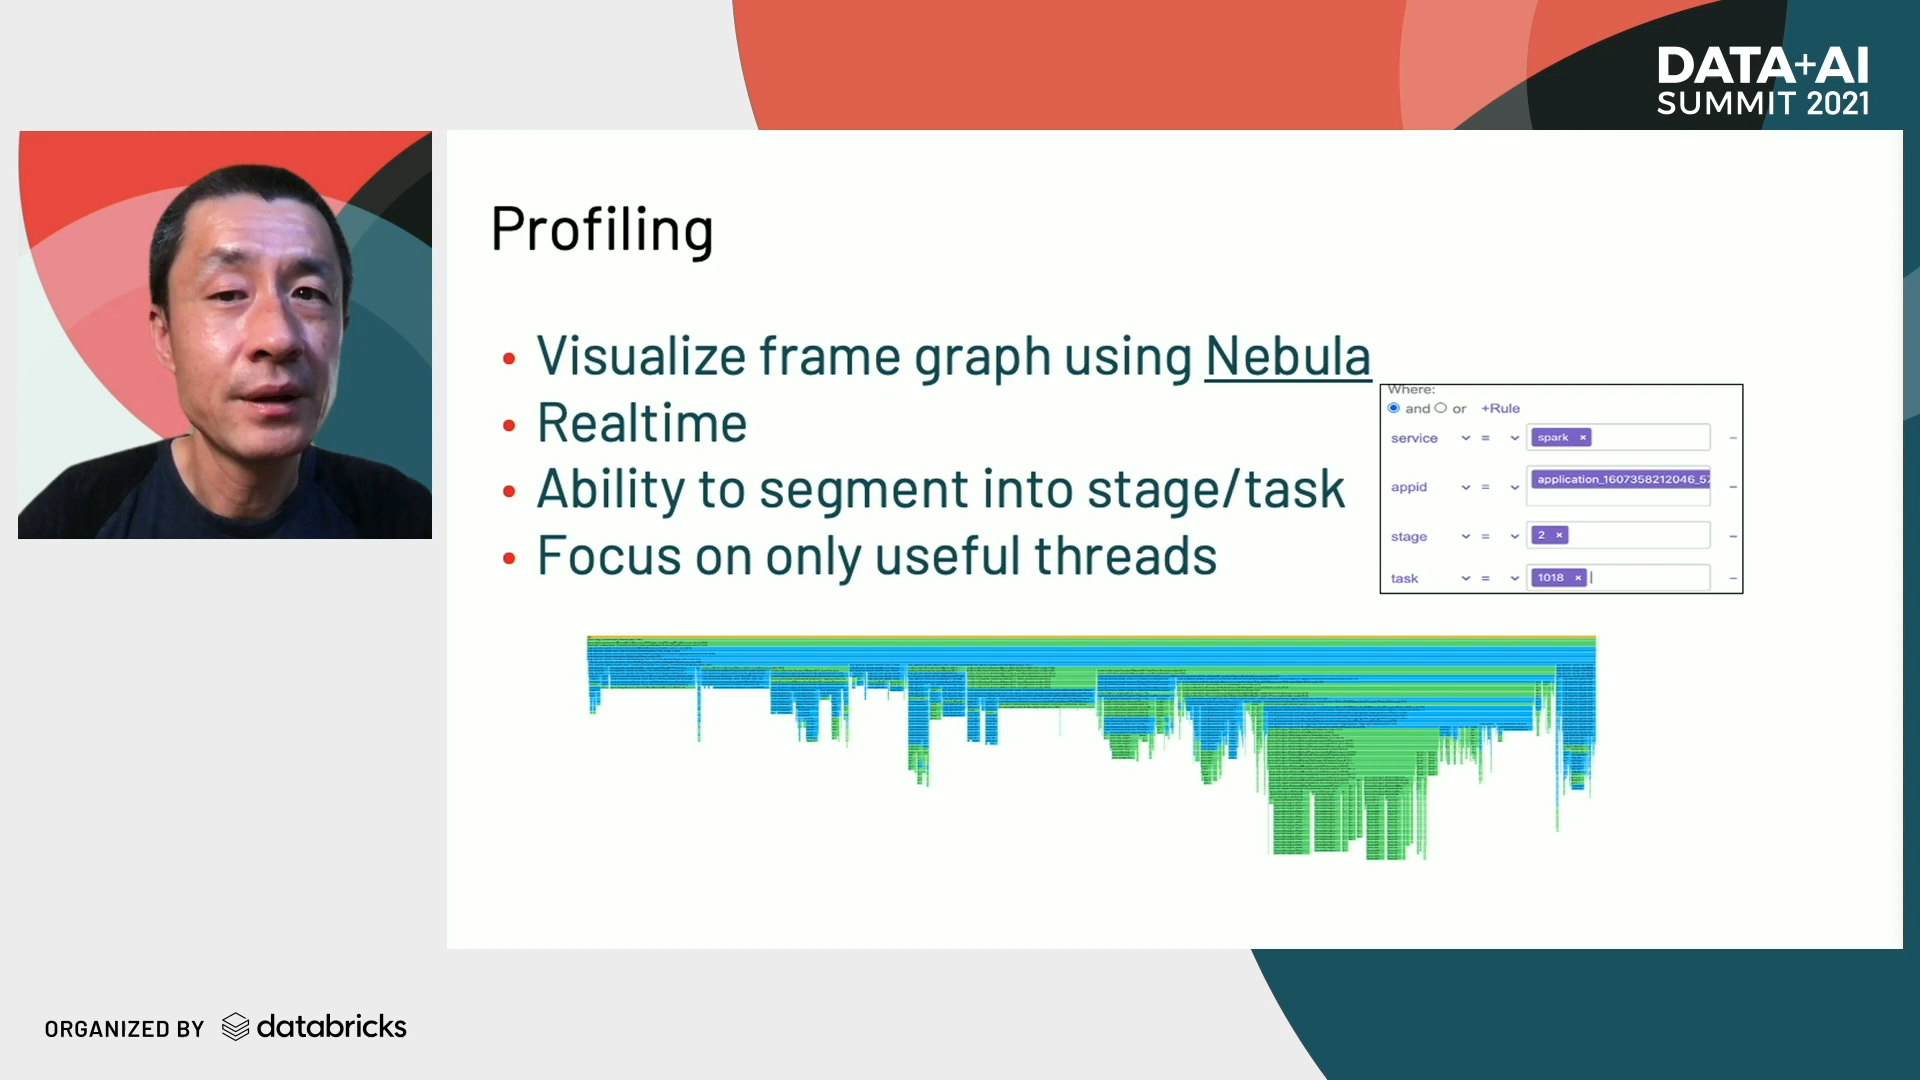 DATA+AI
SUMMIT 2021
Profiling
• Visualize frame graph using Nebula
• Realtime
• Ability to segment into stage/task
• Focus on only useful threads
Where:
and or +Rule
service = spark ×
appid = application_1607358212046_57
stage = 2 ×
task = 1018 ×
ORGANIZED BY databricks